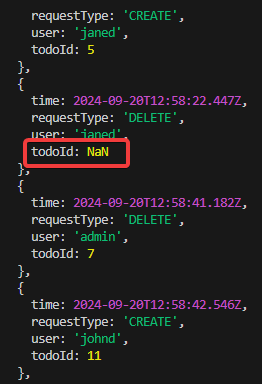 requestType: 'CREATE',
user: 'janed',
todoId: 5
},
{
time: 2024-09-20T12:58:22.447Z,
requestType: 'DELETE',
user: 'janed',
todoId: NaN
},
{
time: 2024-09-20T12:58:41.182Z,
requestType: 'DELETE',
user: 'admin',
todoId: 7
},
{
time: 2024-09-20T12:58:42.546Z,
requestType: 'CREATE',
user: 'johnd',
todoId: 11
},